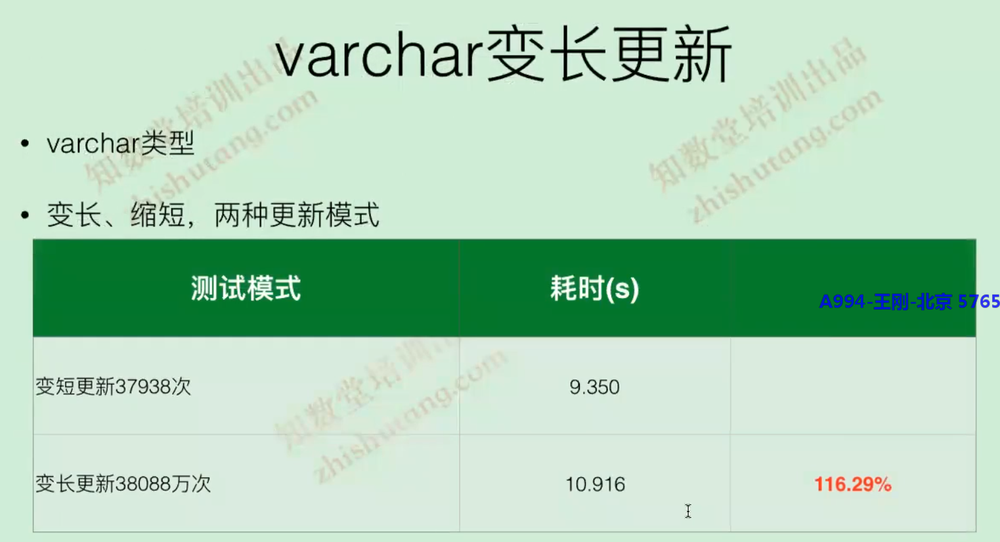 varchar变长更新
• varchar类型
• 变长、缩短，两种更新模式
测试模式 耗时(s)
A994-王刚-北京 5765
变短更新37938次 9.350
变长更新38088万次 10.916 116.29%
知数堂培训出品
zhishutang.com
知数堂培训出品
zhishutang.com
知数堂培训出品
zhishutang.com